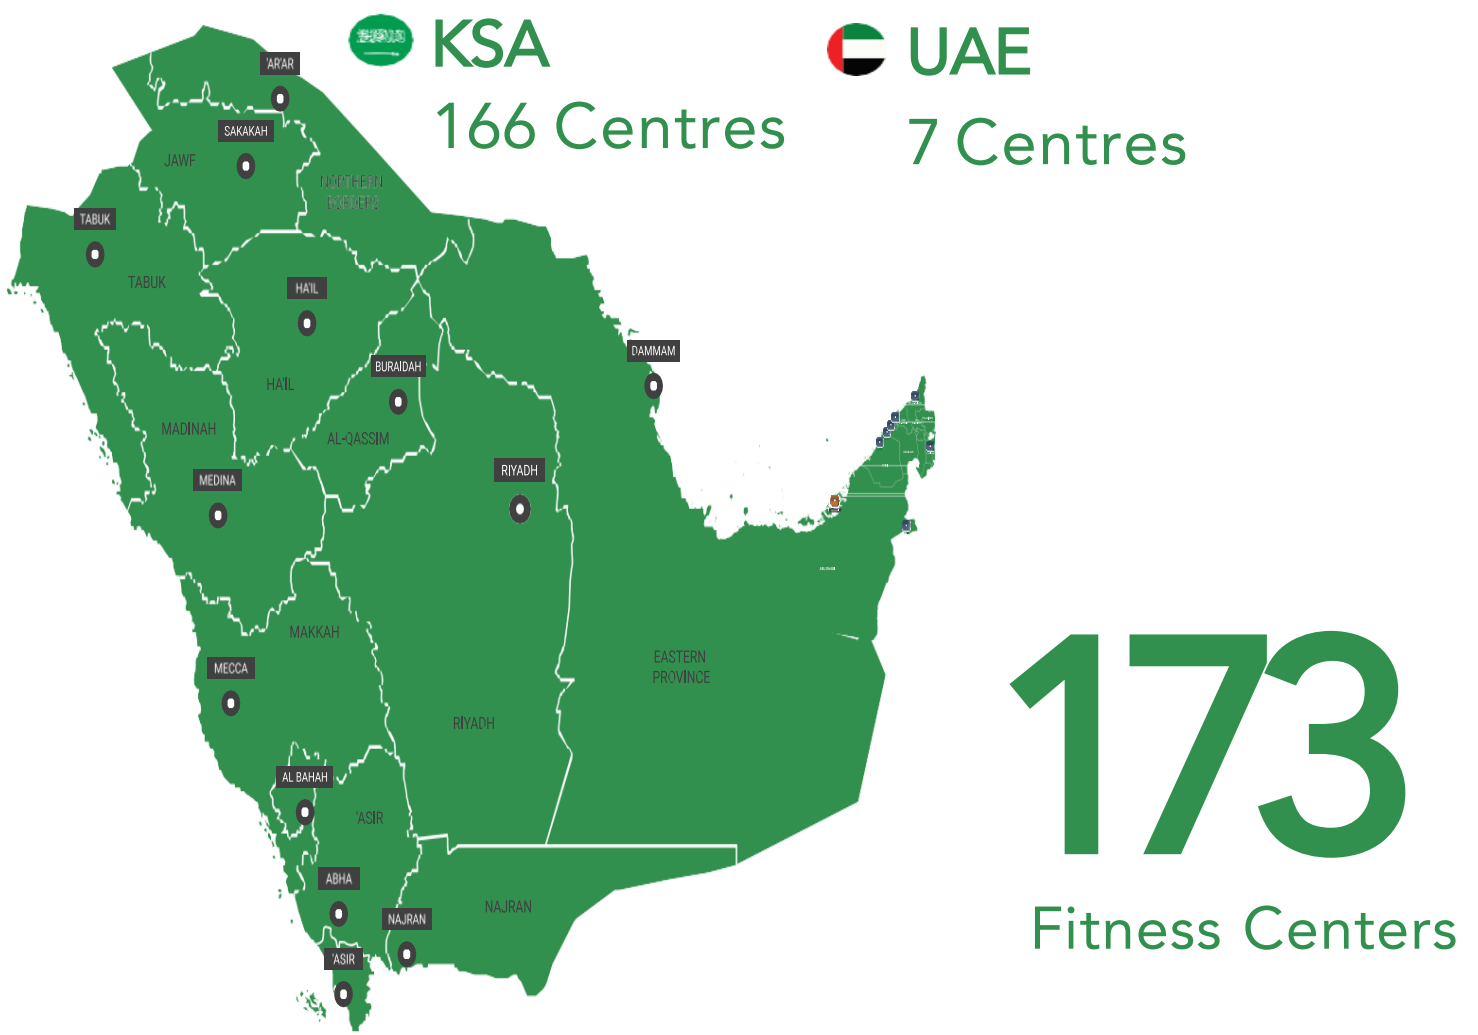 KSA
166 Centres
UAE
7 Centres
'AR'AR
SAKAKAH
JAWF
NORTHERN
BORDERS
TABUK
TABUK
HA'IL
DAMMAM
BURAIDAH
HA'IL
MADINAH
AL-QASSIM
MEDINA
RIYADH
MAKKAH
EASTERN
PROVINCE
MECCA
RIYADH
AL BAHAH
'ASIR
ABHA
NAJRAN
NAJRAN
'ASIR
173
Fitness Centers